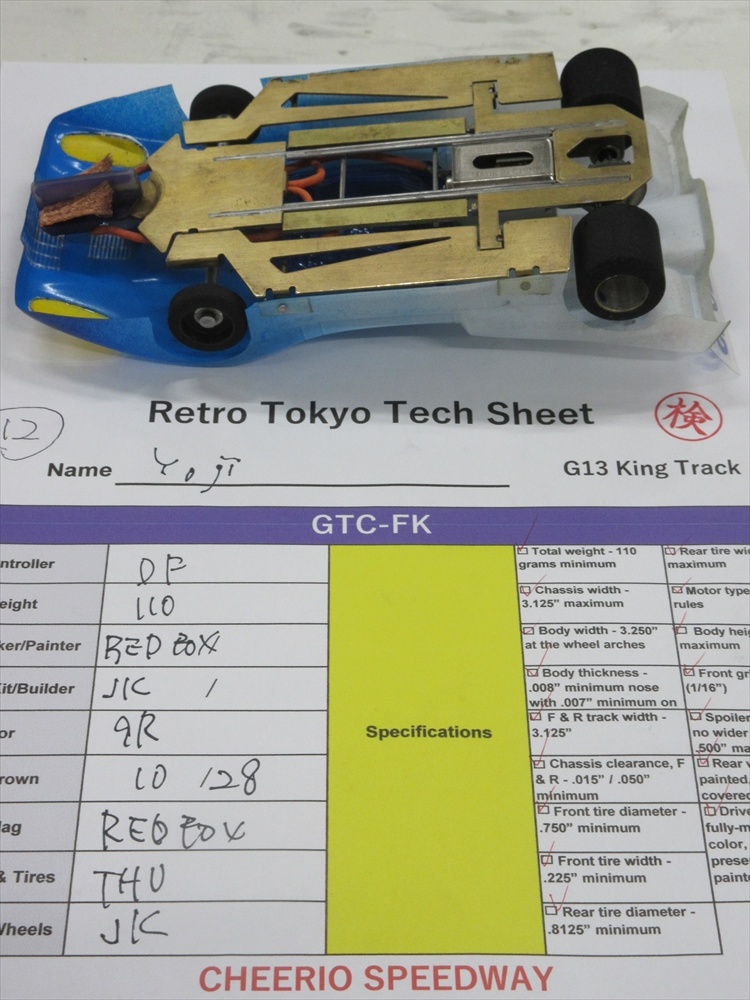 Retro Tokyo Tech Sheet
検
12
Name Yoji
G13 King Track
GTC-FK
ntroller DF
eight 110
ker/Painter RED BOX
it/Builder JK /
or 9R
rown 10 /28
lag RED BOX
& Tires THU
Wheels JK
Specifications
Total weight - 110
grams minimum
Chassis width -
3.125" maximum
Body width - 3.250"
at the wheel arches
Body thickness -
.008" minimum nose
with .007" minimum on
F & R track width -
3.125"
Chassis clearance, F
& R - .015" / .050"
minimum
Front tire diameter -
.750" minimum
Front tire width -
.225" minimum
Rear tire diameter -
.8125" minimum
Rear tire wid
maximum
Motor type
rules
Body heig
maximum
Front gr
(1/16")
Spoiler
no wider
.500" ma
Rear w
painted,
covered
Drive
fully-m
color,
prese
painte
CHEERIO SPEEDWAY